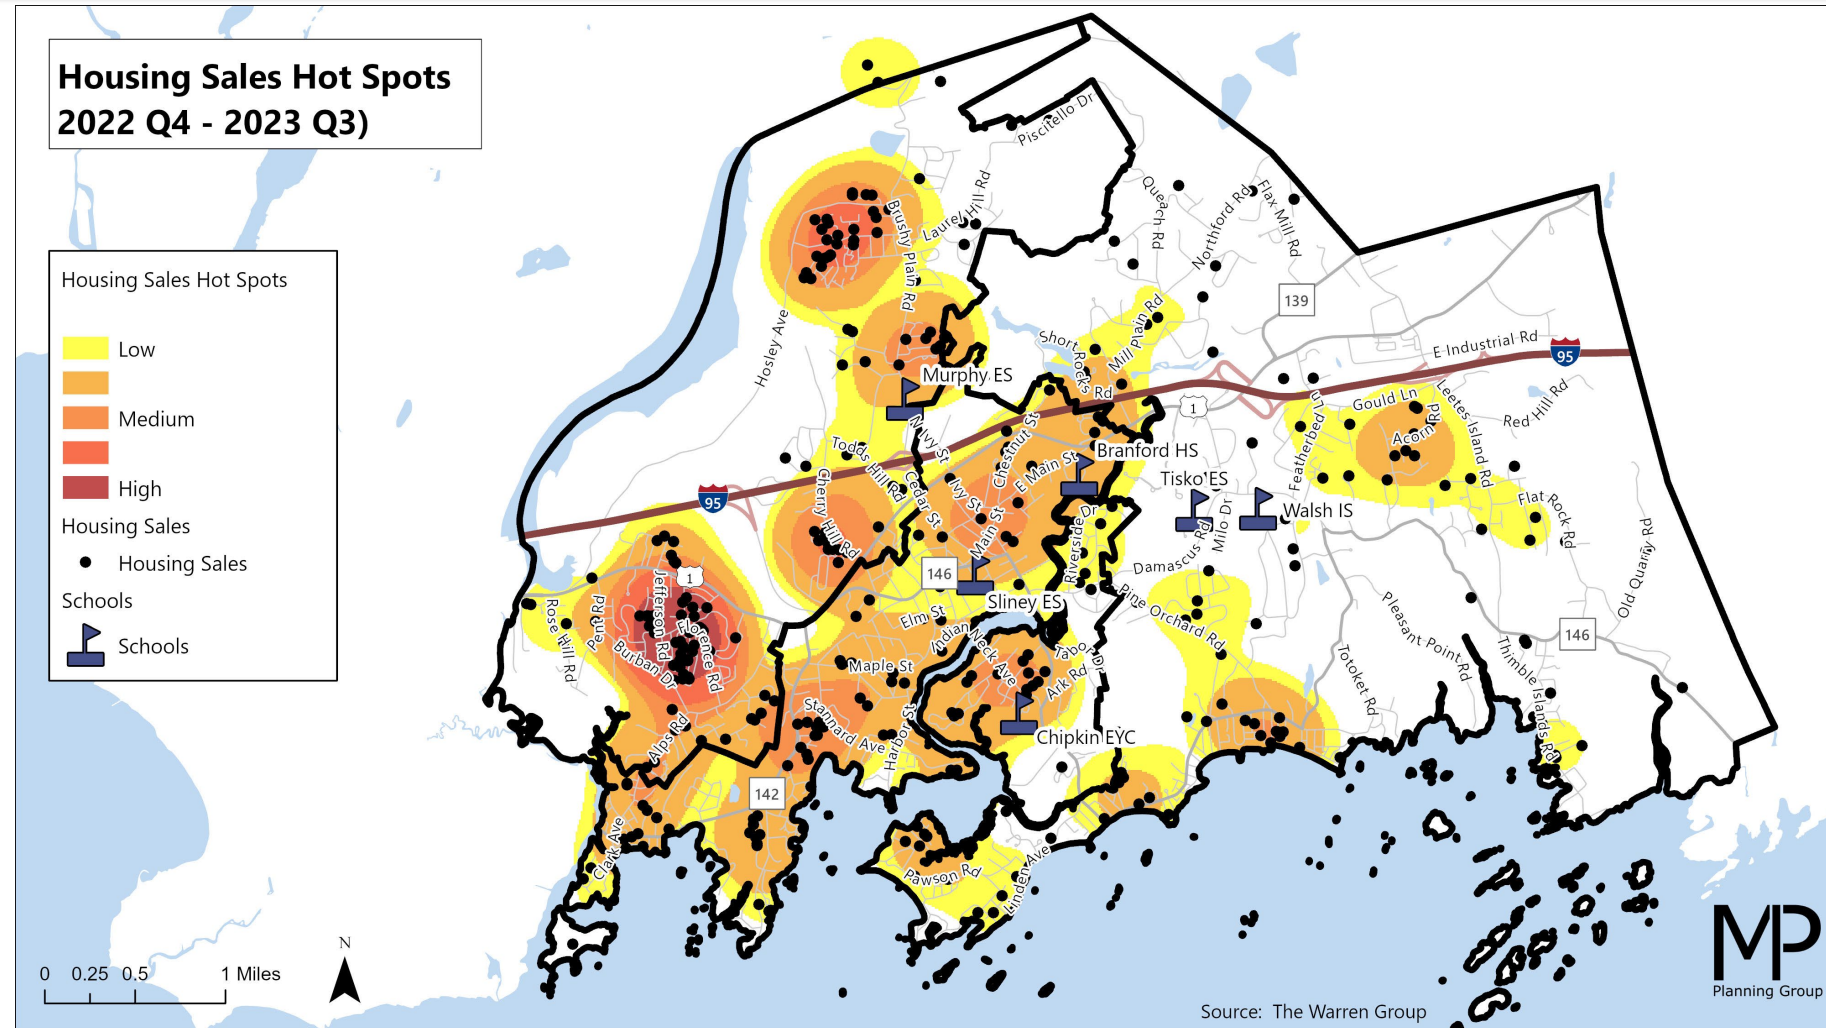 Housing Sales Hot Spots
2022 Q4 - 2023 Q3)
Housing Sales Hot Spots
Low
Medium
High
Housing Sales
Housing Sales
Schools
Schools
Piscitello Dr
Queach Rd
Northford Rd
Flax Mill Rd
Laurel Hill Rd
Brushy Plain Rd
139
Hosley Ave
Short Rocks Rd
Mill Plain Rd
E Industrial Rd
95
Murphy ES
1
Gould Ln
Leetes Island Rd
Red Hill Rd
Acorn Rd
Featherbed Ln
N Ivy St
Todds Hill Rd
Chestnut St
E Main St
Branford HS
Tisko ES
Walsh IS
95
Cherry Hill Rd
Cedar St
Ivy St
Main St
Riverside Dr
Milo Dr
Damascus Rd
Flat Rock Rd
Old Quarry Rd
1
146
Sliney ES
Pine Orchard Rd
Pleasant Point Rd
146
Jefferson Rd
Florence Rd
Rose Hill Rd
Pent Rd
Burban Dr
Elm St
Indian Neck Ave
Tabor Dr
Ark Rd
Maple St
Totoket Rd
Thimble Islands Rd
Alps Rd
Stannard Ave
Harbor St
Chipkin EYC
142
Clark Ave
Pawson Rd
Linden Ave
N
0 0.25 0.5 1 Miles
MP
Planning Group
Source: The Warren Group